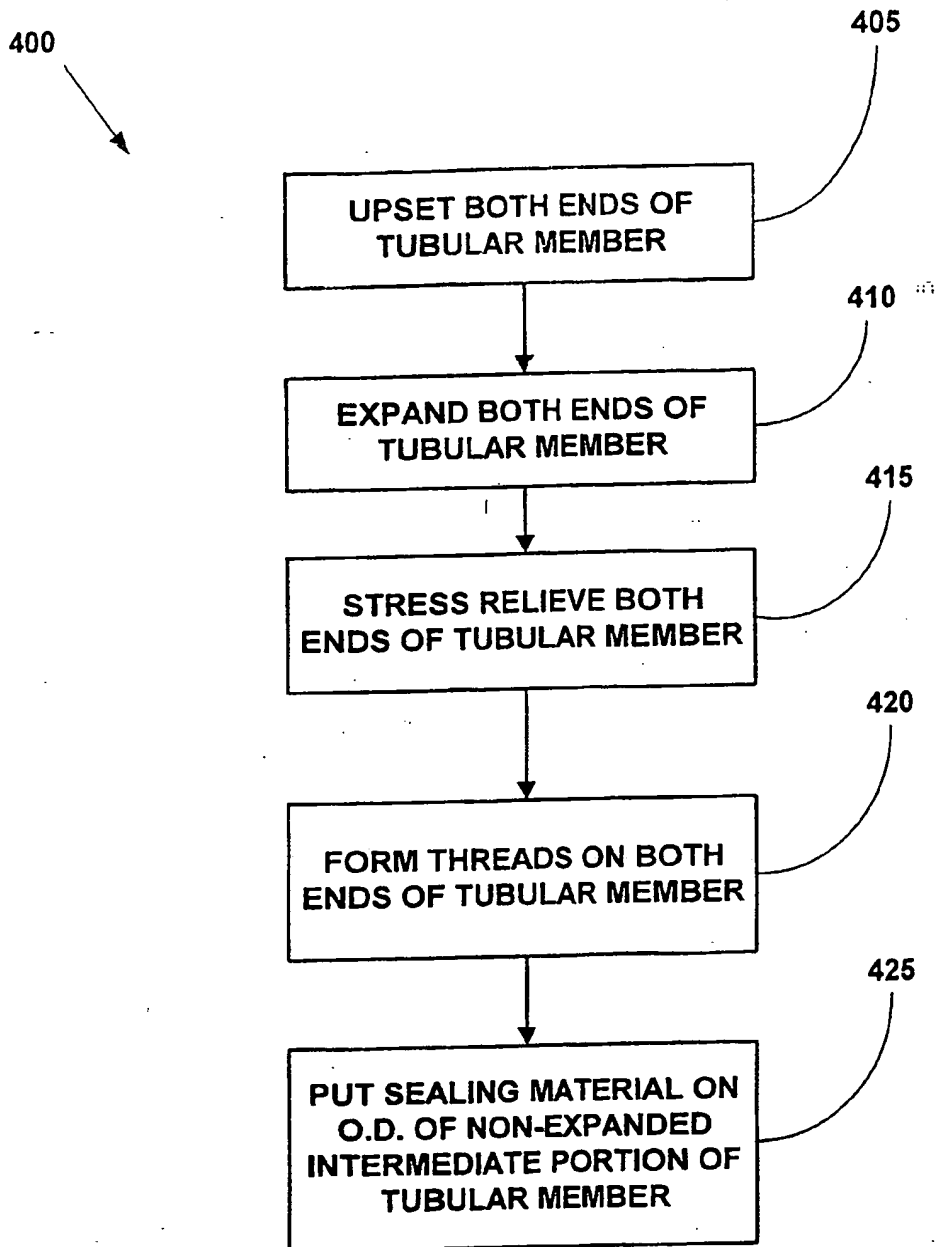 400
405
UPSET BOTH ENDS OF
TUBULAR MEMBER
410
EXPAND BOTH ENDS OF
TUBULAR MEMBER
415
STRESS RELIEVE BOTH
ENDS OF TUBULAR MEMBER
420
FORM THREADS ON BOTH
ENDS OF TUBULAR MEMBER
425
PUT SEALING MATERIAL ON
O.D. OF NON-EXPANDED
INTERMEDIATE PORTION OF
TUBULAR MEMBER